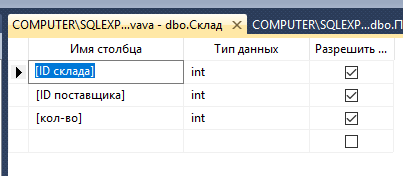 COMPUTER\SQLEXP...vava - dbo.Склад
COMPUTER\SQLEXP...dbo.П
Имя столбца Тип данных Разрешить ...
[ID склада] int
[ID поставщика] int
[кол-во] int